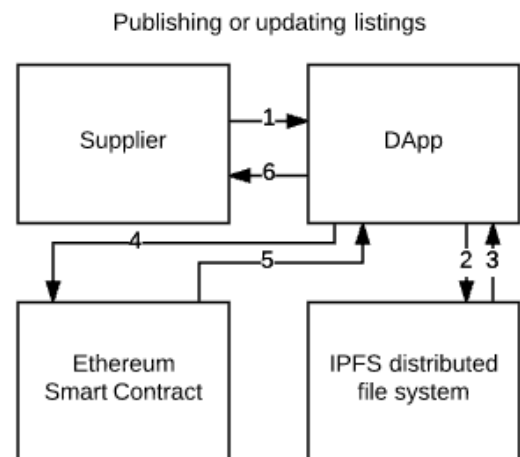 Publishing or updating listings
Supplier
1
DApp
6
4
5
2 3
Ethereum
Smart Contract
IPFS distributed
file system